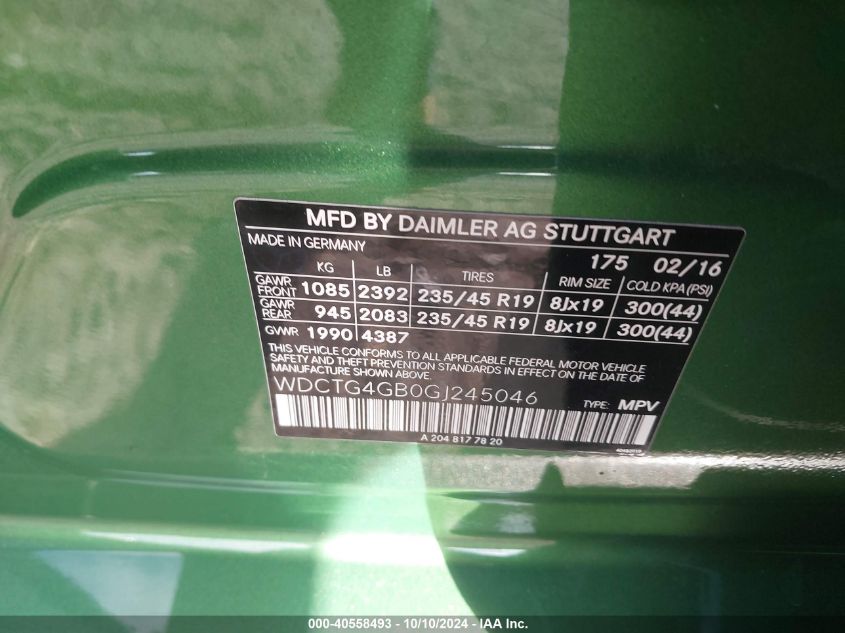 MFD BY DAIMLER AG STUTTGART
MADE IN GERMANY 175 02/16
KG LB TIRES RIM SIZE COLD KPA (PSI)
GAWR FRONT 1085 2392 235/45 R19 8Jx19 300(44)
GAWR REAR 945 2083 235/45 R19 8Jx19 300(44)
GVWR 1990 4387
THIS VEHICLE CONFORMS TO ALL APPLICABLE FEDERAL MOTOR VEHICLE
SAFETY AND THEFT PREVENTION STANDARDS IN EFFECT ON THE DATE OF
MANUFACTURE SHOWN ABOVE.
WDCTG4GB0GJ245046 TYPE: MPV
A 204 817 78 20
000-40558493 - 10/10/2024 - IAA Inc.